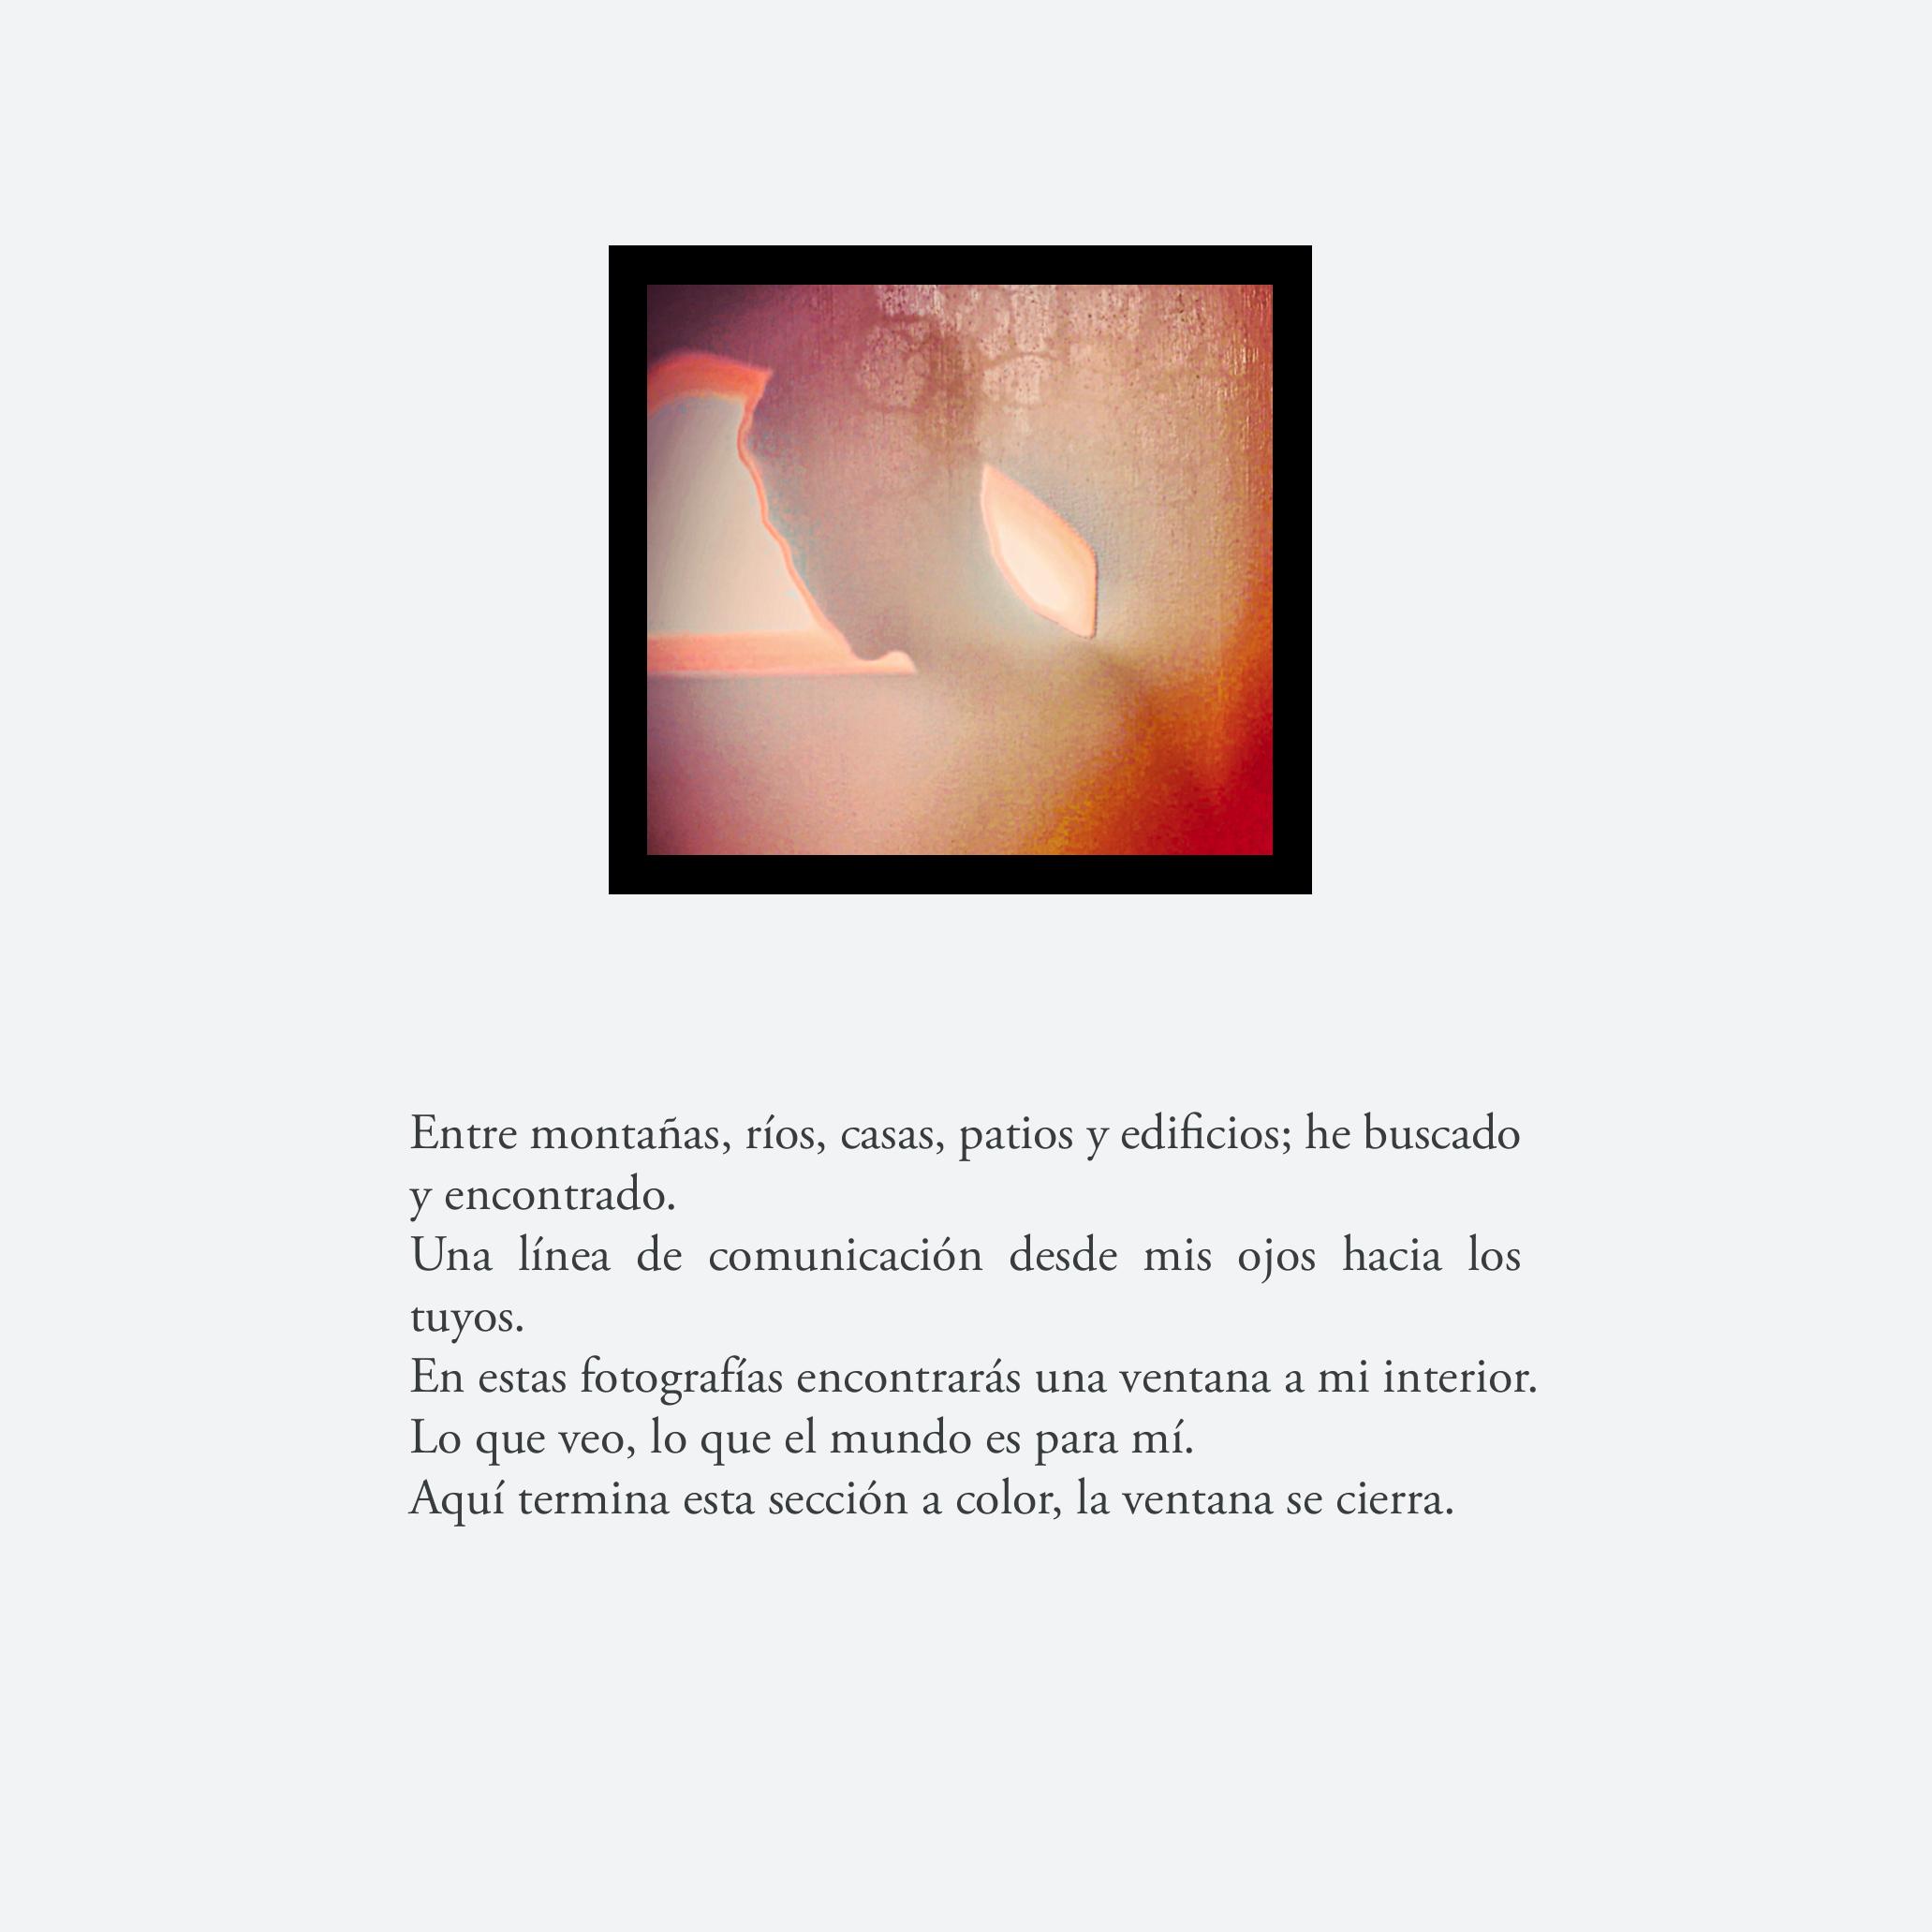 Entre montañas, ríos, casas, patios y edificios; he buscado
y encontrado.
Una línea de comunicación desde mis ojos hacia los
tuyos.
En estas fotografías encontrarás una ventana a mi interior.
Lo que veo, lo que el mundo es para mí.
Aquí termina esta sección a color, la ventana se cierra.